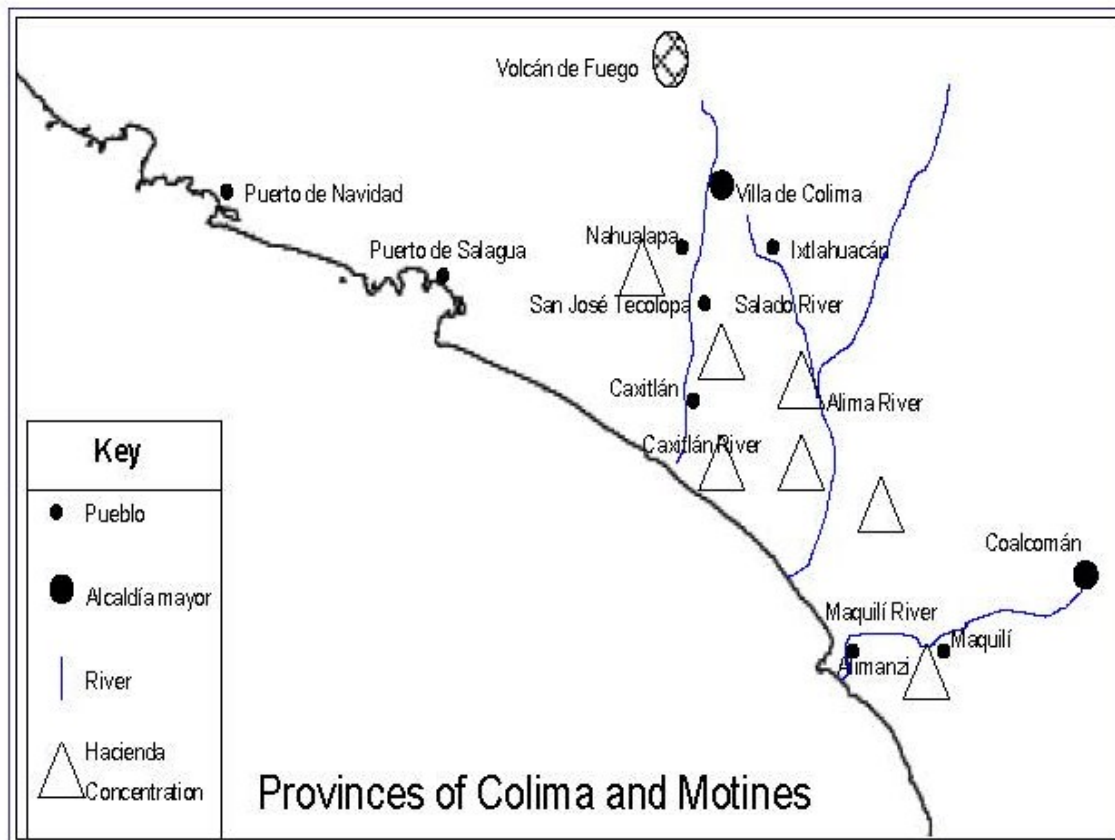 Volcán de Fuego
Puerto de Navidad
Villa de Colima
Nahualapa
Ixtlahuacán
Puerto de Salagua
San José Tecolopa
Salado River
Caxitlán
Alima River
Caxitlán River
Coalcomán
Maquilí River
Alimanzi
Maquilí
Key
Pueblo
Alcaldía mayor
River
Hacienda
Concentration
Provinces of Colima and Motines